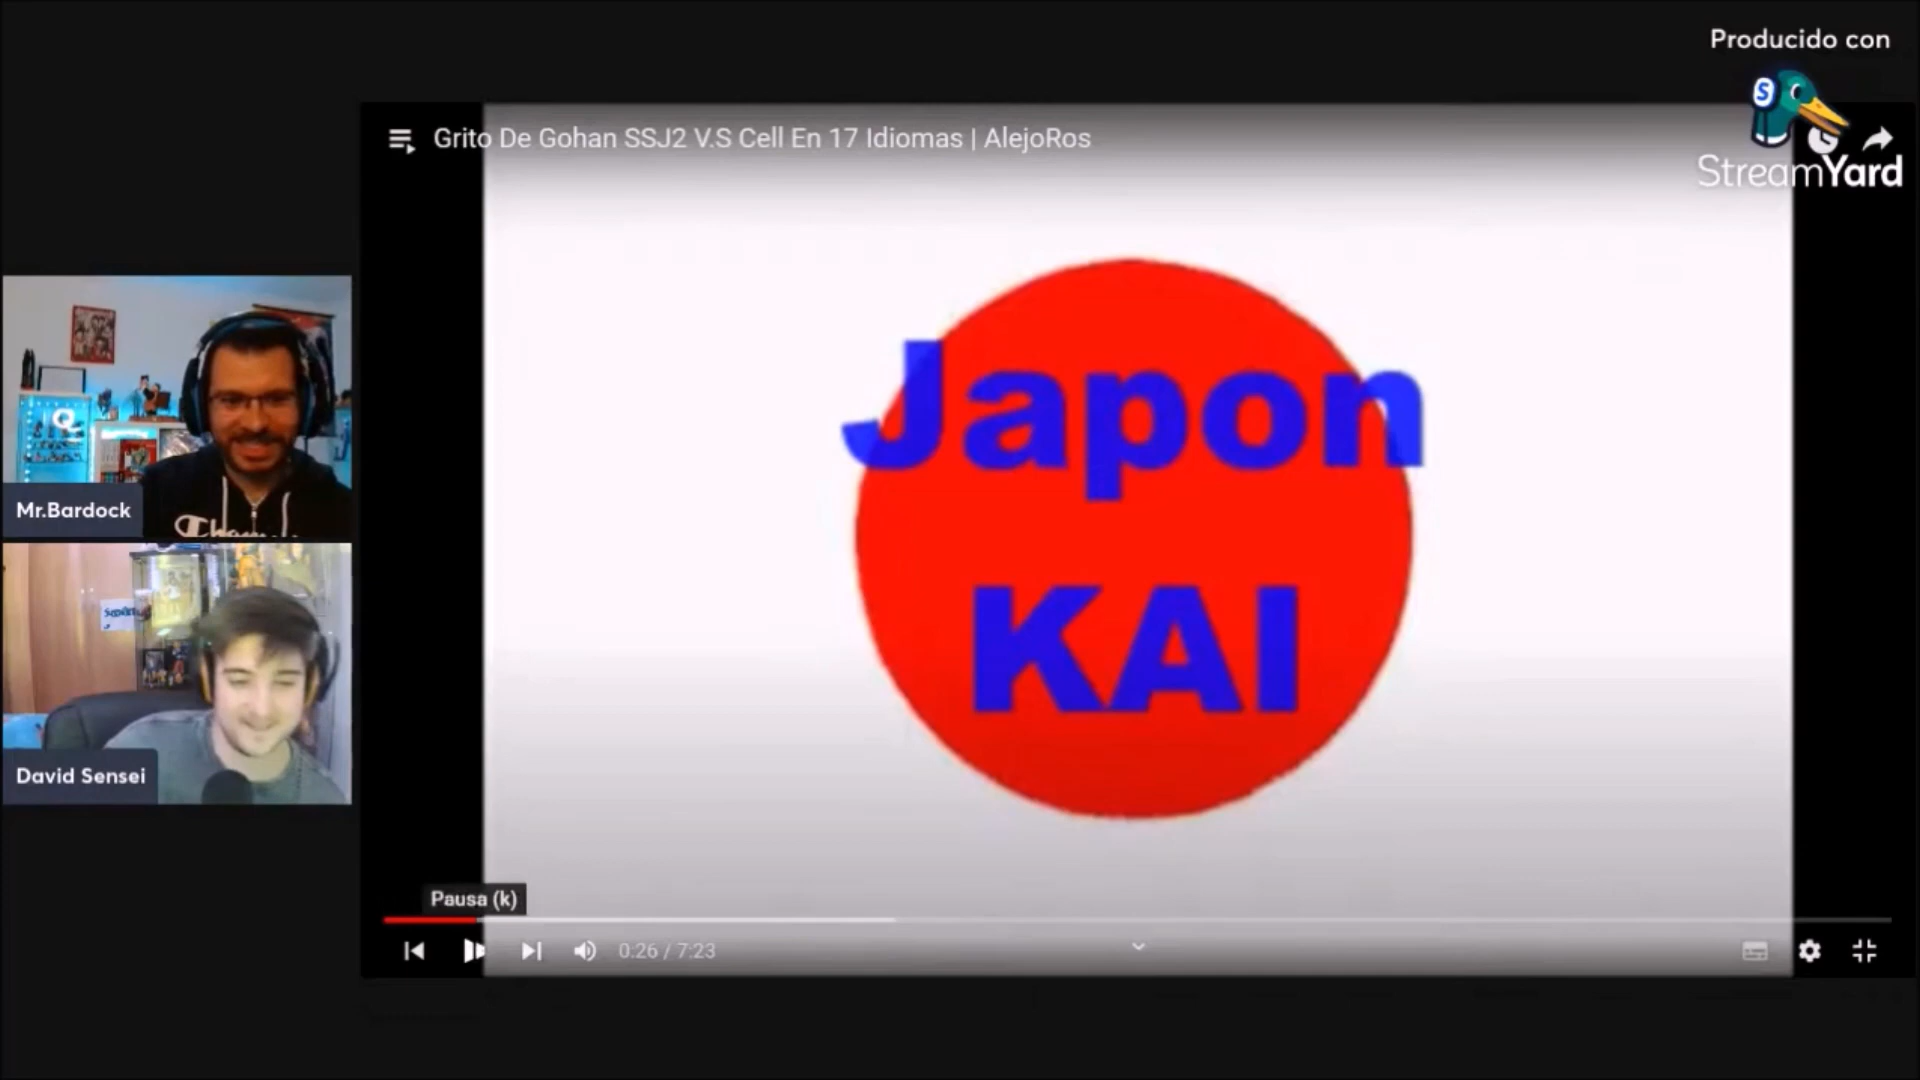 Producido con
S
StreamYard
Grito De Gohan SSJ2 V.S Cell En 17 Idiomas | AlejoRos
Japon
KAI
Mr.Bardock
David Sensei
Pausa (k)
0:26 / 7:23